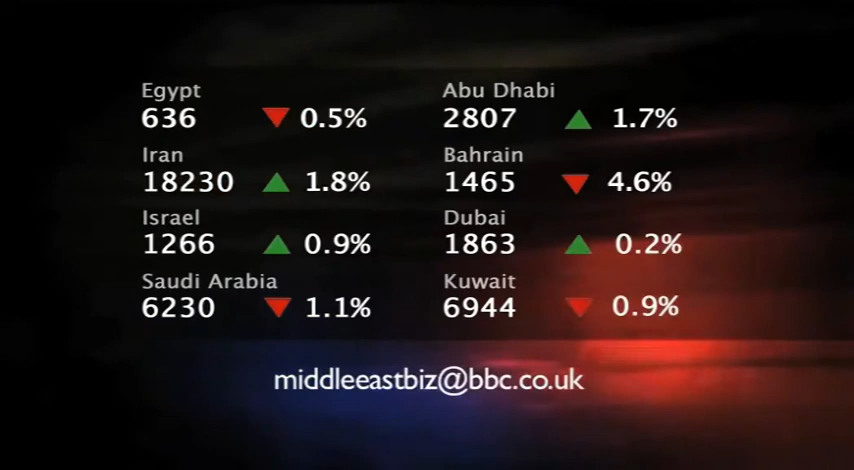 Egypt
636 ▼ 0.5%
Iran
18230 ▲ 1.8%
Israel
1266 ▲ 0.9%
Saudi Arabia
6230 ▼ 1.1%
Abu Dhabi
2807 ▲ 1.7%
Bahrain
1465 ▼ 4.6%
Dubai
1863 ▲ 0.2%
Kuwait
6944 ▼ 0.9%
middleeastbiz@bbc.co.uk